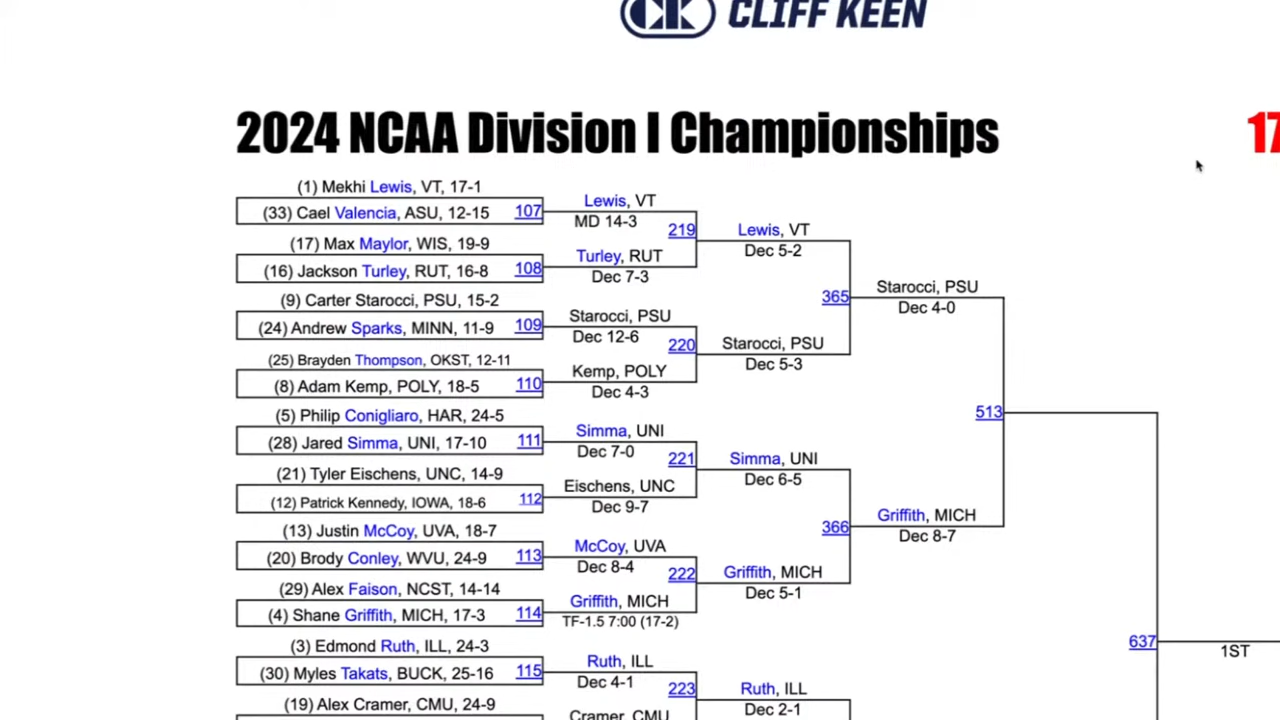 CK CLIFF KEEN
2024 NCAA Division I Championships
17
(1) Mekhi Lewis, VT, 17-1
(33) Cael Valencia, ASU, 12-15
107
(17) Max Maylor, WIS, 19-9
(16) Jackson Turley, RUT, 16-8
108
(9) Carter Starocci, PSU, 15-2
(24) Andrew Sparks, MINN, 11-9
109
(25) Brayden Thompson, OKST, 12-11
(8) Adam Kemp, POLY, 18-5
110
(5) Philip Conigliaro, HAR, 24-5
(28) Jared Simma, UNI, 17-10
111
(21) Tyler Eischens, UNC, 14-9
(12) Patrick Kennedy, IOWA, 18-6
112
(13) Justin McCoy, UVA, 18-7
(20) Brody Conley, WVU, 24-9
113
(29) Alex Faison, NCST, 14-14
(4) Shane Griffith, MICH, 17-3
114
(3) Edmond Ruth, ILL, 24-3
(30) Myles Takats, BUCK, 25-16
115
(19) Alex Cramer, CMU, 24-9
Lewis, VT
MD 14-3
219
Turley, RUT
Dec 7-3
Starocci, PSU
Dec 12-6
220
Kemp, POLY
Dec 4-3
Simma, UNI
Dec 7-0
221
Eischens, UNC
Dec 9-7
McCoy, UVA
Dec 8-4
222
Griffith, MICH
TF-1.5 7:00 (17-2)
Ruth, ILL
Dec 4-1
223
Cramer, CMU
Lewis, VT
Dec 5-2
365
Starocci, PSU
Dec 5-3
Simma, UNI
Dec 6-5
366
Griffith, MICH
Dec 5-1
Ruth, ILL
Dec 2-1
Starocci, PSU
Dec 4-0
513
Griffith, MICH
Dec 8-7
637
1ST